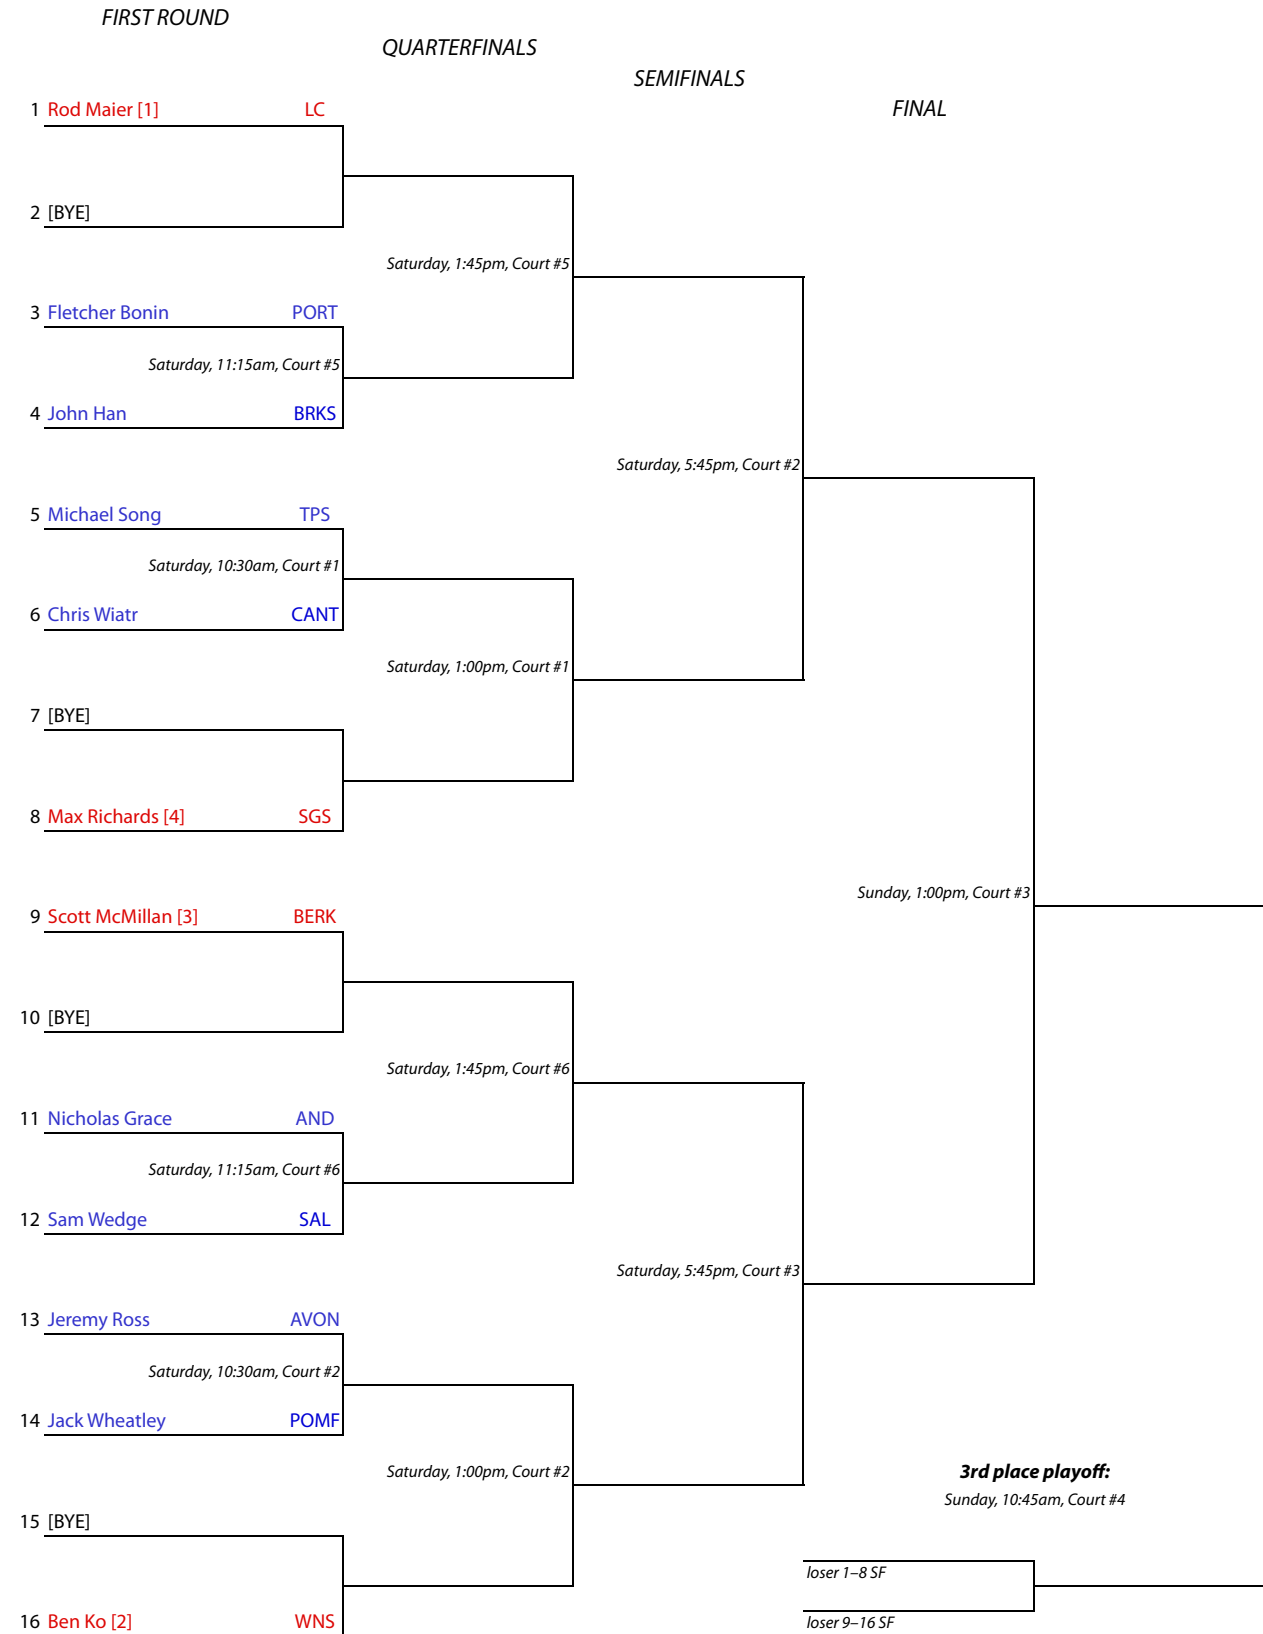 FIRST ROUND
QUARTERFINALS
SEMIFINALS
FINAL
1 Rod Maier [1] LC
2 [BYE]
Saturday, 1:45pm, Court #5
3 Fletcher Bonin PORT
Saturday, 11:15am, Court #5
4 John Han BRKS
Saturday, 5:45pm, Court #2
5 Michael Song TPS
Saturday, 10:30am, Court #1
6 Chris Wiatr CANT
Saturday, 1:00pm, Court #1
7 [BYE]
8 Max Richards [4] SGS
Sunday, 1:00pm, Court #3
9 Scott McMillan [3] BERK
10 [BYE]
Saturday, 1:45pm, Court #6
11 Nicholas Grace AND
Saturday, 11:15am, Court #6
12 Sam Wedge SAL
Saturday, 5:45pm, Court #3
13 Jeremy Ross AVON
Saturday, 10:30am, Court #2
14 Jack Wheatley POMF
Saturday, 1:00pm, Court #2
3rd place playoff:
Sunday, 10:45am, Court #4
15 [BYE]
loser 1–8 SF
16 Ben Ko [2] WNS
loser 9–16 SF